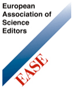 European
Association of
Science
Editors
EASE